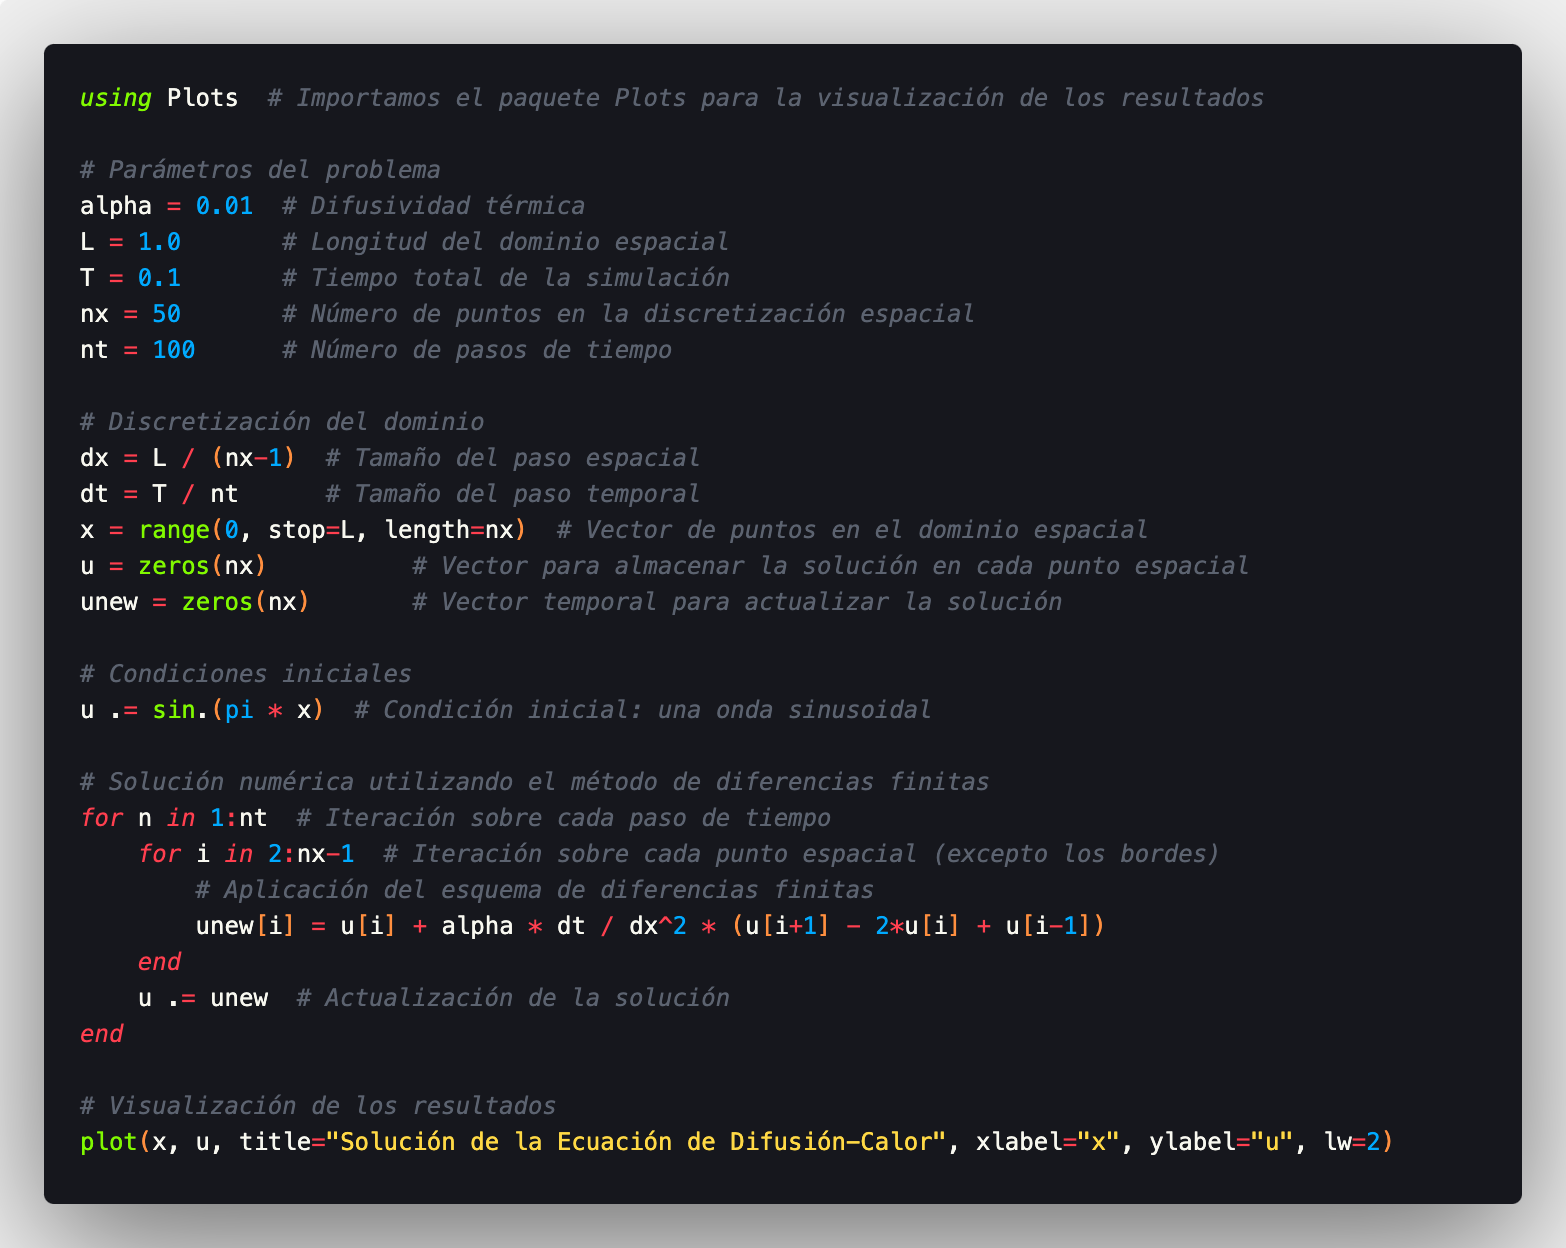 using Plots  # Importamos el paquete Plots para la visualización de los resultados

# Parámetros del problema
alpha = 0.01  # Difusividad térmica
L = 1.0       # Longitud del dominio espacial
T = 0.1       # Tiempo total de la simulación
nx = 50       # Número de puntos en la discretización espacial
nt = 100      # Número de pasos de tiempo

# Discretización del dominio
dx = L / (nx-1)  # Tamaño del paso espacial
dt = T / nt      # Tamaño del paso temporal
x = range(0, stop=L, length=nx)  # Vector de puntos en el dominio espacial
u = zeros(nx)          # Vector para almacenar la solución en cada punto espacial
unew = zeros(nx)       # Vector temporal para actualizar la solución

# Condiciones iniciales
u .= sin.(pi * x)  # Condición inicial: una onda sinusoidal

# Solución numérica utilizando el método de diferencias finitas
for n in 1:nt  # Iteración sobre cada paso de tiempo
    for i in 2:nx-1  # Iteración sobre cada punto espacial (excepto los bordes)
        # Aplicación del esquema de diferencias finitas
        unew[i] = u[i] + alpha * dt / dx^2 * (u[i+1] - 2*u[i] + u[i-1])
    end
    u .= unew  # Actualización de la solución
end

# Visualización de los resultados
plot(x, u, title="Solución de la Ecuación de Difusión-Calor", xlabel="x", ylabel="u", lw=2)